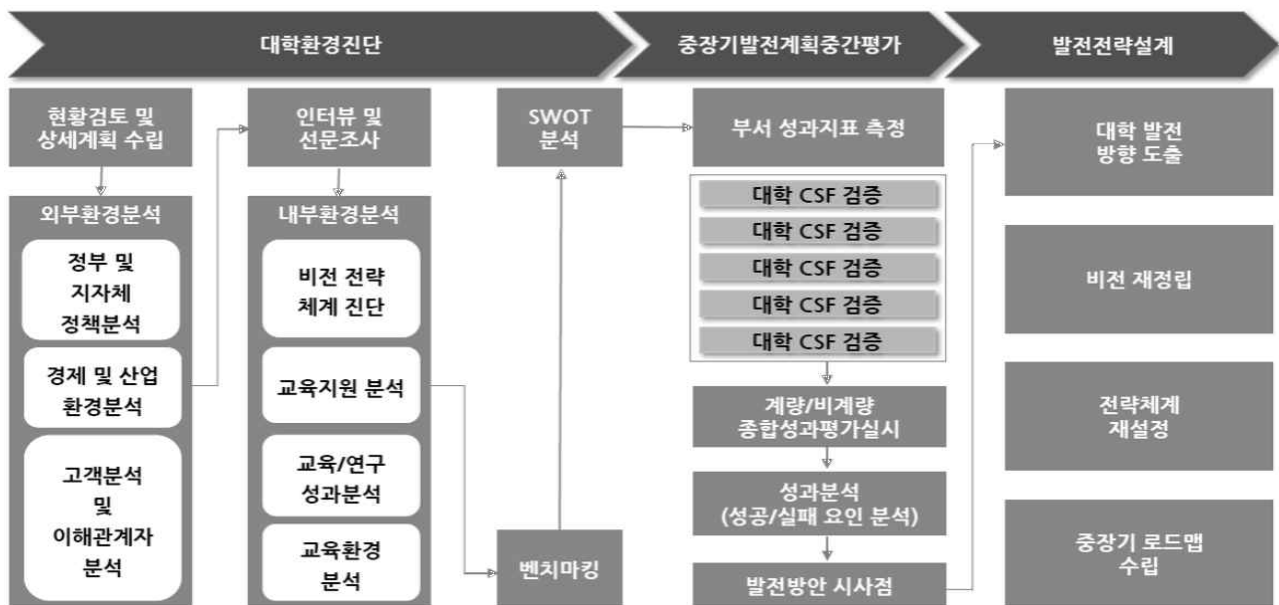 대학환경진단
중장기발전계획중간평가
발전전략설계
현황검토 및
상세계획 수립
외부환경분석
정부 및
지자체
정책분석
경제 및 산업
환경분석
고객분석
및
이해관계자
분석
인터뷰 및
선문조사
내부환경분석
비전 전략
체계 진단
교육지원 분석
교육/연구
성과분석
교육환경
분석
SWOT
분석
벤치마킹
부서 성과지표 측정
대학 CSF 검증
대학 CSF 검증
대학 CSF 검증
대학 CSF 검증
대학 CSF 검증
계량/비계량
종합성과평가실시
성과분석
(성공/실패 요인 분석)
발전방안 시사점
대학 발전
방향 도출
비전 재정립
전략체계
재설정
중장기 로드맵
수립